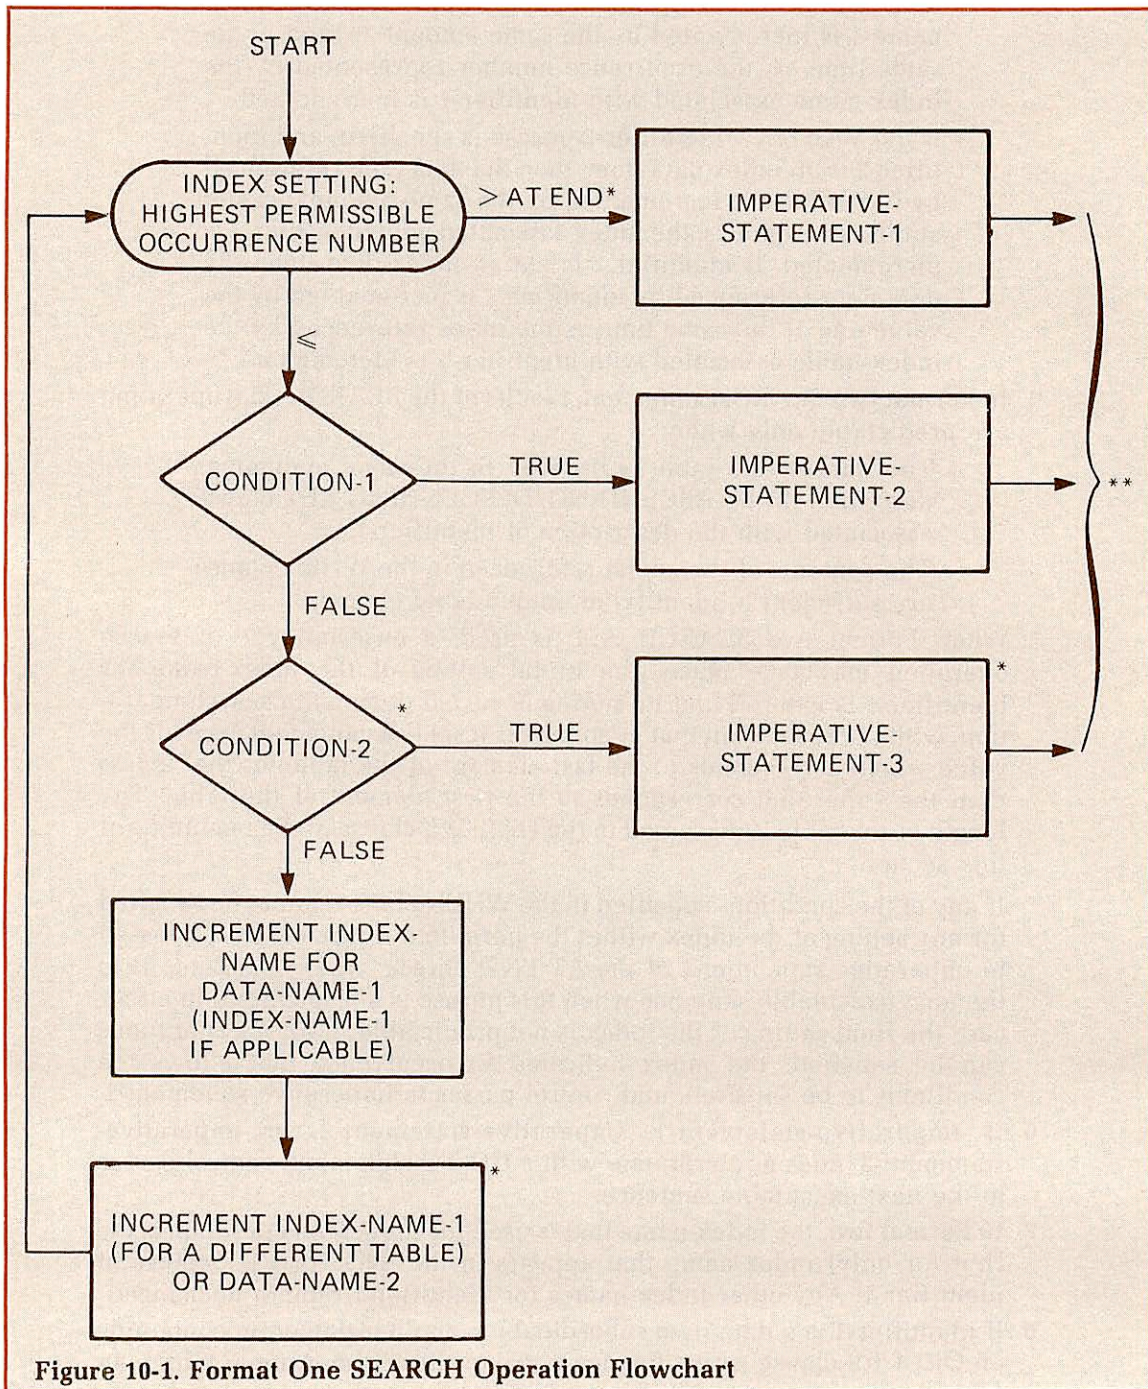 START
INDEX SETTING:
HIGHEST PERMISSIBLE
OCCURRENCE NUMBER
> AT END*
IMPERATIVE-
STATEMENT-1
≤
CONDITION-1
TRUE
IMPERATIVE-
STATEMENT-2
**
FALSE
CONDITION-2
*
TRUE
IMPERATIVE-
STATEMENT-3
*
FALSE
INCREMENT INDEX-
NAME FOR
DATA-NAME-1
(INDEX-NAME-1
IF APPLICABLE)
INCREMENT INDEX-NAME-1
(FOR A DIFFERENT TABLE)
OR DATA-NAME-2
*
Figure 10-1. Format One SEARCH Operation Flowchart